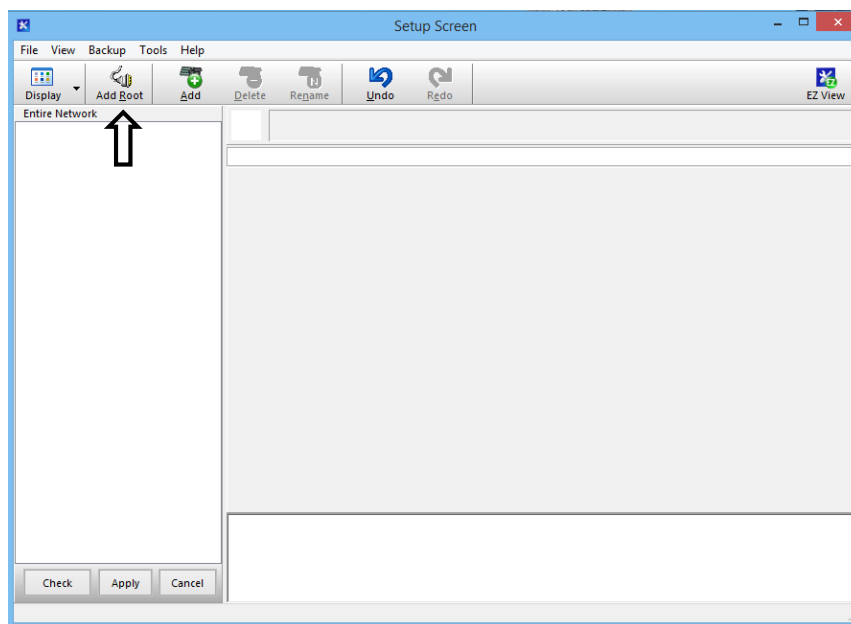 Setup Screen
File View Backup Tools Help
Display Add Root Add Delete Rename Undo Redo EZ View
Entire Network
Check Apply Cancel